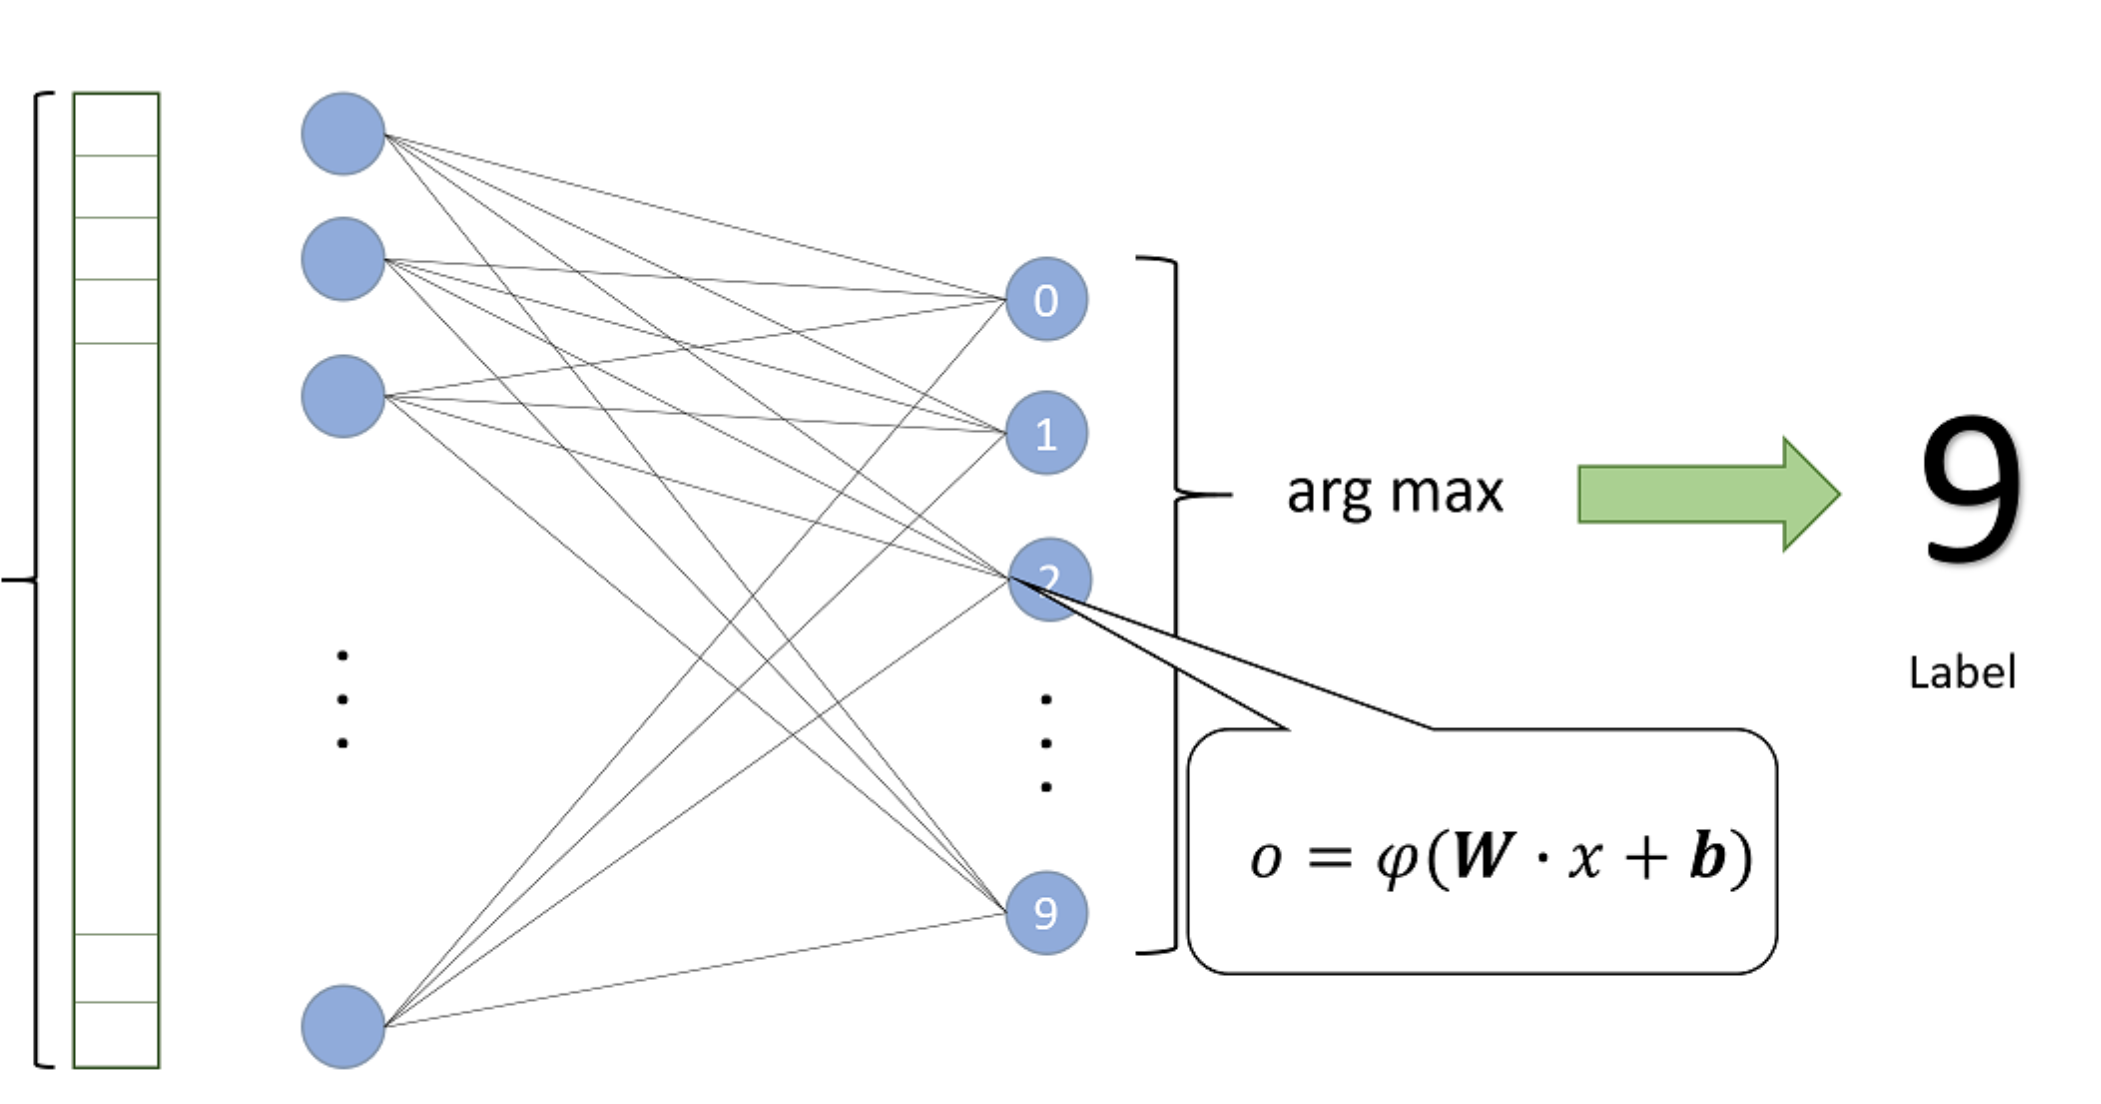 0
1
2
9
arg max
9
Label
o = φ(W · x + b)